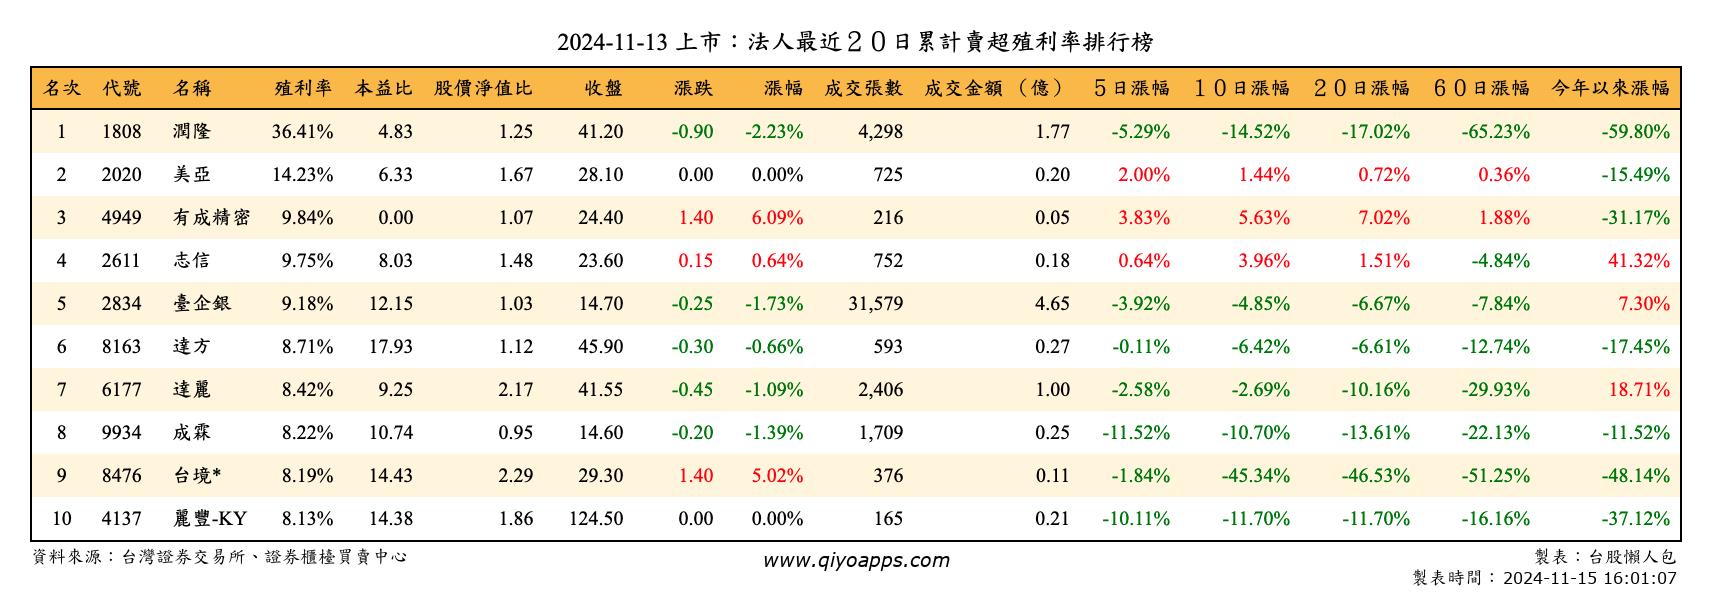 2024-11-13 上市：法人最近２０日累計賣超殖利率排行榜
名次 代號 名稱 殖利率 本益比 股價淨值比 收盤 漲跌 漲幅 成交張數 成交金額（億） ５日漲幅 １０日漲幅 ２０日漲幅 ６０日漲幅 今年以來漲幅
1 1808 潤隆 36.41% 4.83 1.25 41.20 -0.90 -2.23% 4,298 1.77 -5.29% -14.52% -17.02% -65.23% -59.80%
2 2020 美亞 14.23% 6.33 1.67 28.10 0.00 0.00% 725 0.20 2.00% 1.44% 0.72% 0.36% -15.49%
3 4949 有成精密 9.84% 0.00 1.07 24.40 1.40 6.09% 216 0.05 3.83% 5.63% 7.02% 1.88% -31.17%
4 2611 志信 9.75% 8.03 1.48 23.60 0.15 0.64% 752 0.18 0.64% 3.96% 1.51% -4.84% 41.32%
5 2834 臺企銀 9.18% 12.15 1.03 14.70 -0.25 -1.73% 31,579 4.65 -3.92% -4.85% -6.67% -7.84% 7.30%
6 8163 達方 8.71% 17.93 1.12 45.90 -0.30 -0.66% 593 0.27 -0.11% -6.42% -6.61% -12.74% -17.45%
7 6177 達麗 8.42% 9.25 2.17 41.55 -0.45 -1.09% 2,406 1.00 -2.58% -2.69% -10.16% -29.93% 18.71%
8 9934 成霖 8.22% 10.74 0.95 14.60 -0.20 -1.39% 1,709 0.25 -11.52% -10.70% -13.61% -22.13% -11.52%
9 8476 台境* 8.19% 14.43 2.29 29.30 1.40 5.02% 376 0.11 -1.84% -45.34% -46.53% -51.25% -48.14%
10 4137 麗豐-KY 8.13% 14.38 1.86 124.50 0.00 0.00% 165 0.21 -10.11% -11.70% -11.70% -16.16% -37.12%
資料來源：台灣證券交易所、證券櫃檯買賣中心 www.qiyoapps.com 製表：台股懶人包
製表時間：2024-11-15 16:01:07